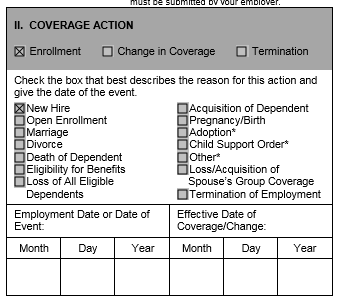 must be submitted by your employer.
II. COVERAGE ACTION
Enrollment Change in Coverage Termination
Check the box that best describes the reason for this action and
give the date of the event.
New Hire
Open Enrollment
Marriage
Divorce
Death of Dependent
Eligibility for Benefits
Loss of All Eligible
Dependents
Acquisition of Dependent
Pregnancy/Birth
Adoption*
Child Support Order*
Other*
Loss/Acquisition of
Spouse's Group Coverage
Termination of Employment
Employment Date or Date of
Event:
Effective Date of
Coverage/Change:
Month Day Year Month Day Year